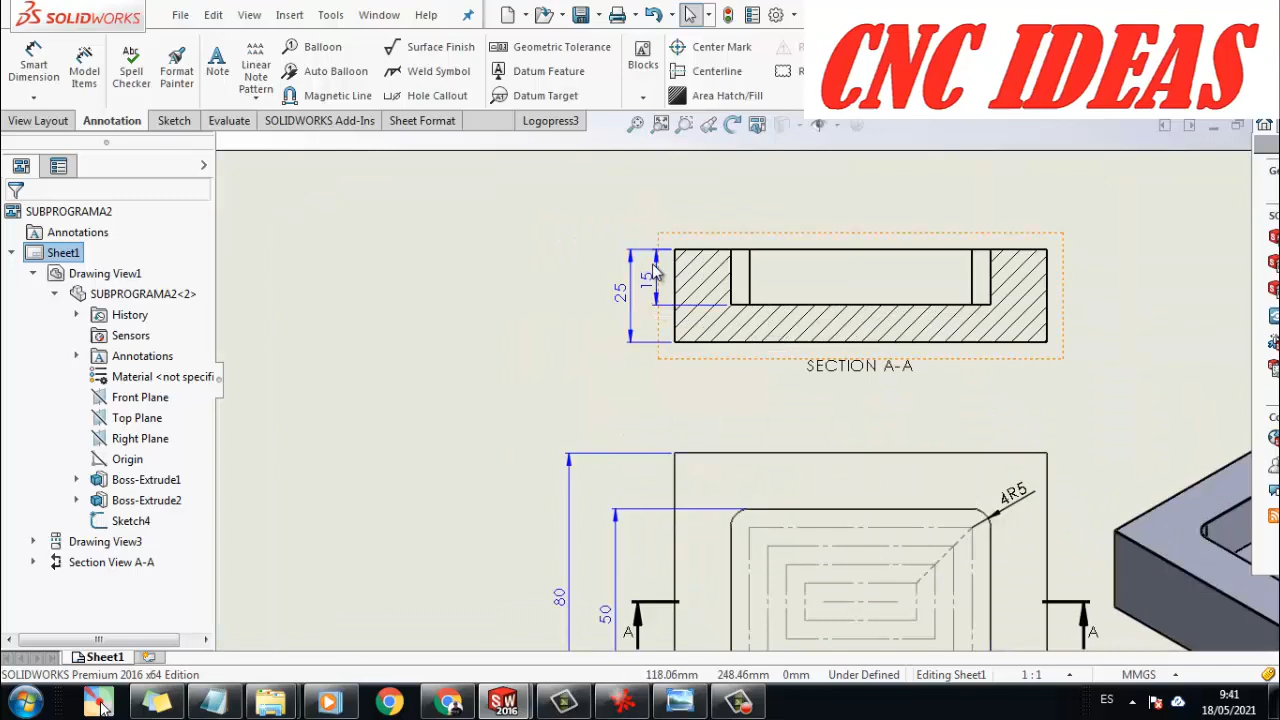 SOLIDWORKS File Edit View Insert Tools Window Help
CNC IDEAS
Smart Dimension
Model Items
Spell Checker
Format Painter
Note
Linear Note Pattern
Balloon
Auto Balloon
Magnetic Line
Surface Finish
Weld Symbol
Hole Callout
Geometric Tolerance
Datum Feature
Datum Target
Blocks
Center Mark
Centerline
Area Hatch/Fill
View Layout Annotation Sketch Evaluate SOLIDWORKS Add-Ins Sheet Format Logopress3
SUBPROGRAMA2
Annotations
Sheet1
Drawing View1
SUBPROGRAMA2<2>
History
Sensors
Annotations
Material <not specifi
Front Plane
Top Plane
Right Plane
Origin
Boss-Extrude1
Boss-Extrude2
Sketch4
Drawing View3
Section View A-A
25
15
SECTION A-A
4R5
80
50
A
A
Sheet1
SOLIDWORKS Premium 2016 x64 Edition 118.06mm 248.46mm Under Defined Editing Sheet1 1 : 1 MMGS
SW 2016
ES
9:41
18/05/2021